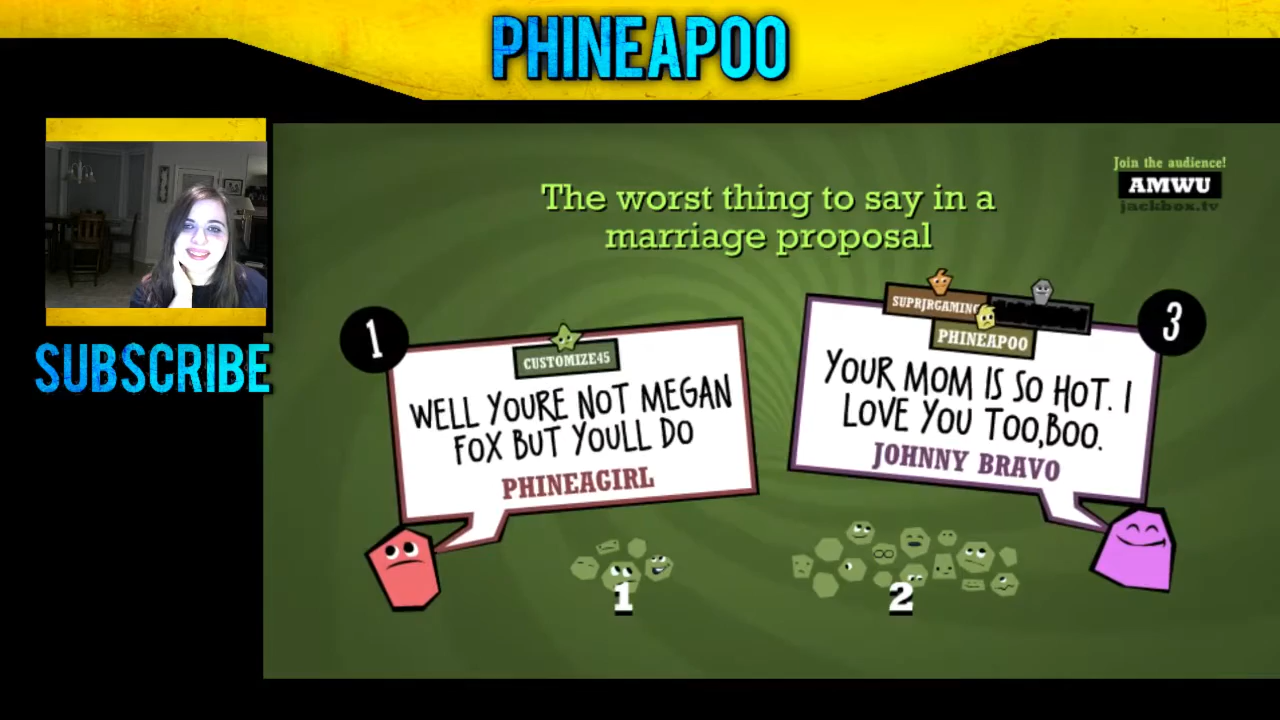 PHINEAPOO
SUBSCRIBE
Join the audience!
AMWU
jackbox.tv
The worst thing to say in a
marriage proposal
1
CUSTOMIZE45
WELL YOURE NOT MEGAN
FOX BUT YOULL DO
PHINEAGIRL
3
SUPRJRGAMING
PHINEAPOO
YOUR MOM IS SO HOT. I
LOVE YOU TOO,BOO.
JOHNNY BRAVO
1
2